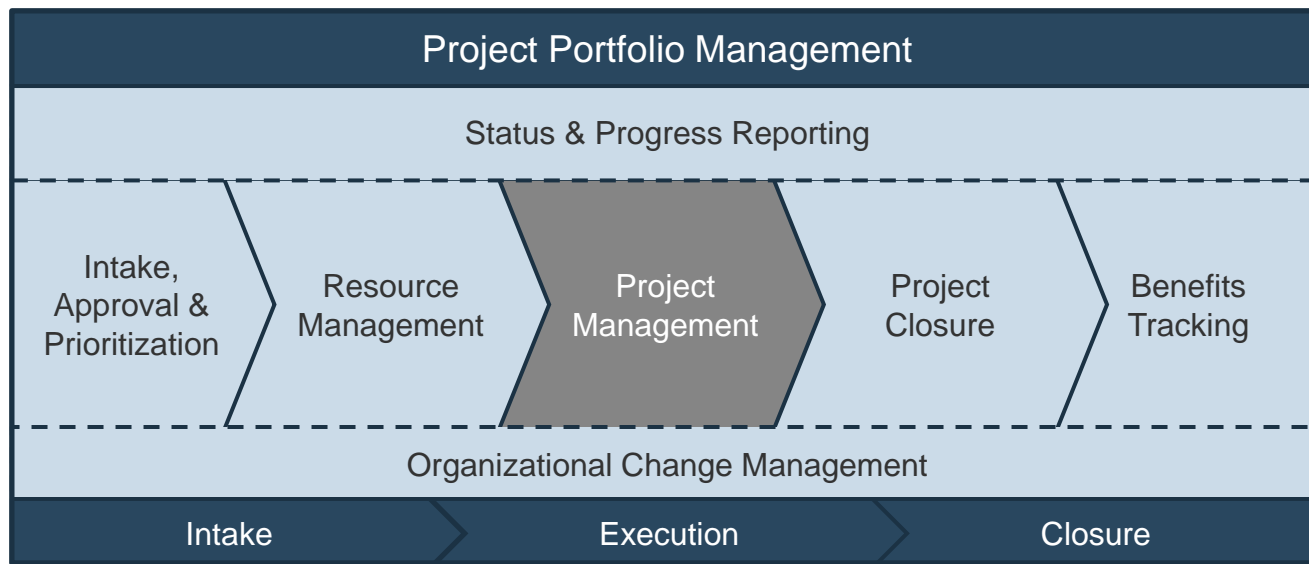 Project Portfolio Management
Status & Progress Reporting
Intake,
Approval &
Prioritization
Resource
Management
Project
Management
Project
Closure
Benefits
Tracking
Organizational Change Management
Intake
Execution
Closure